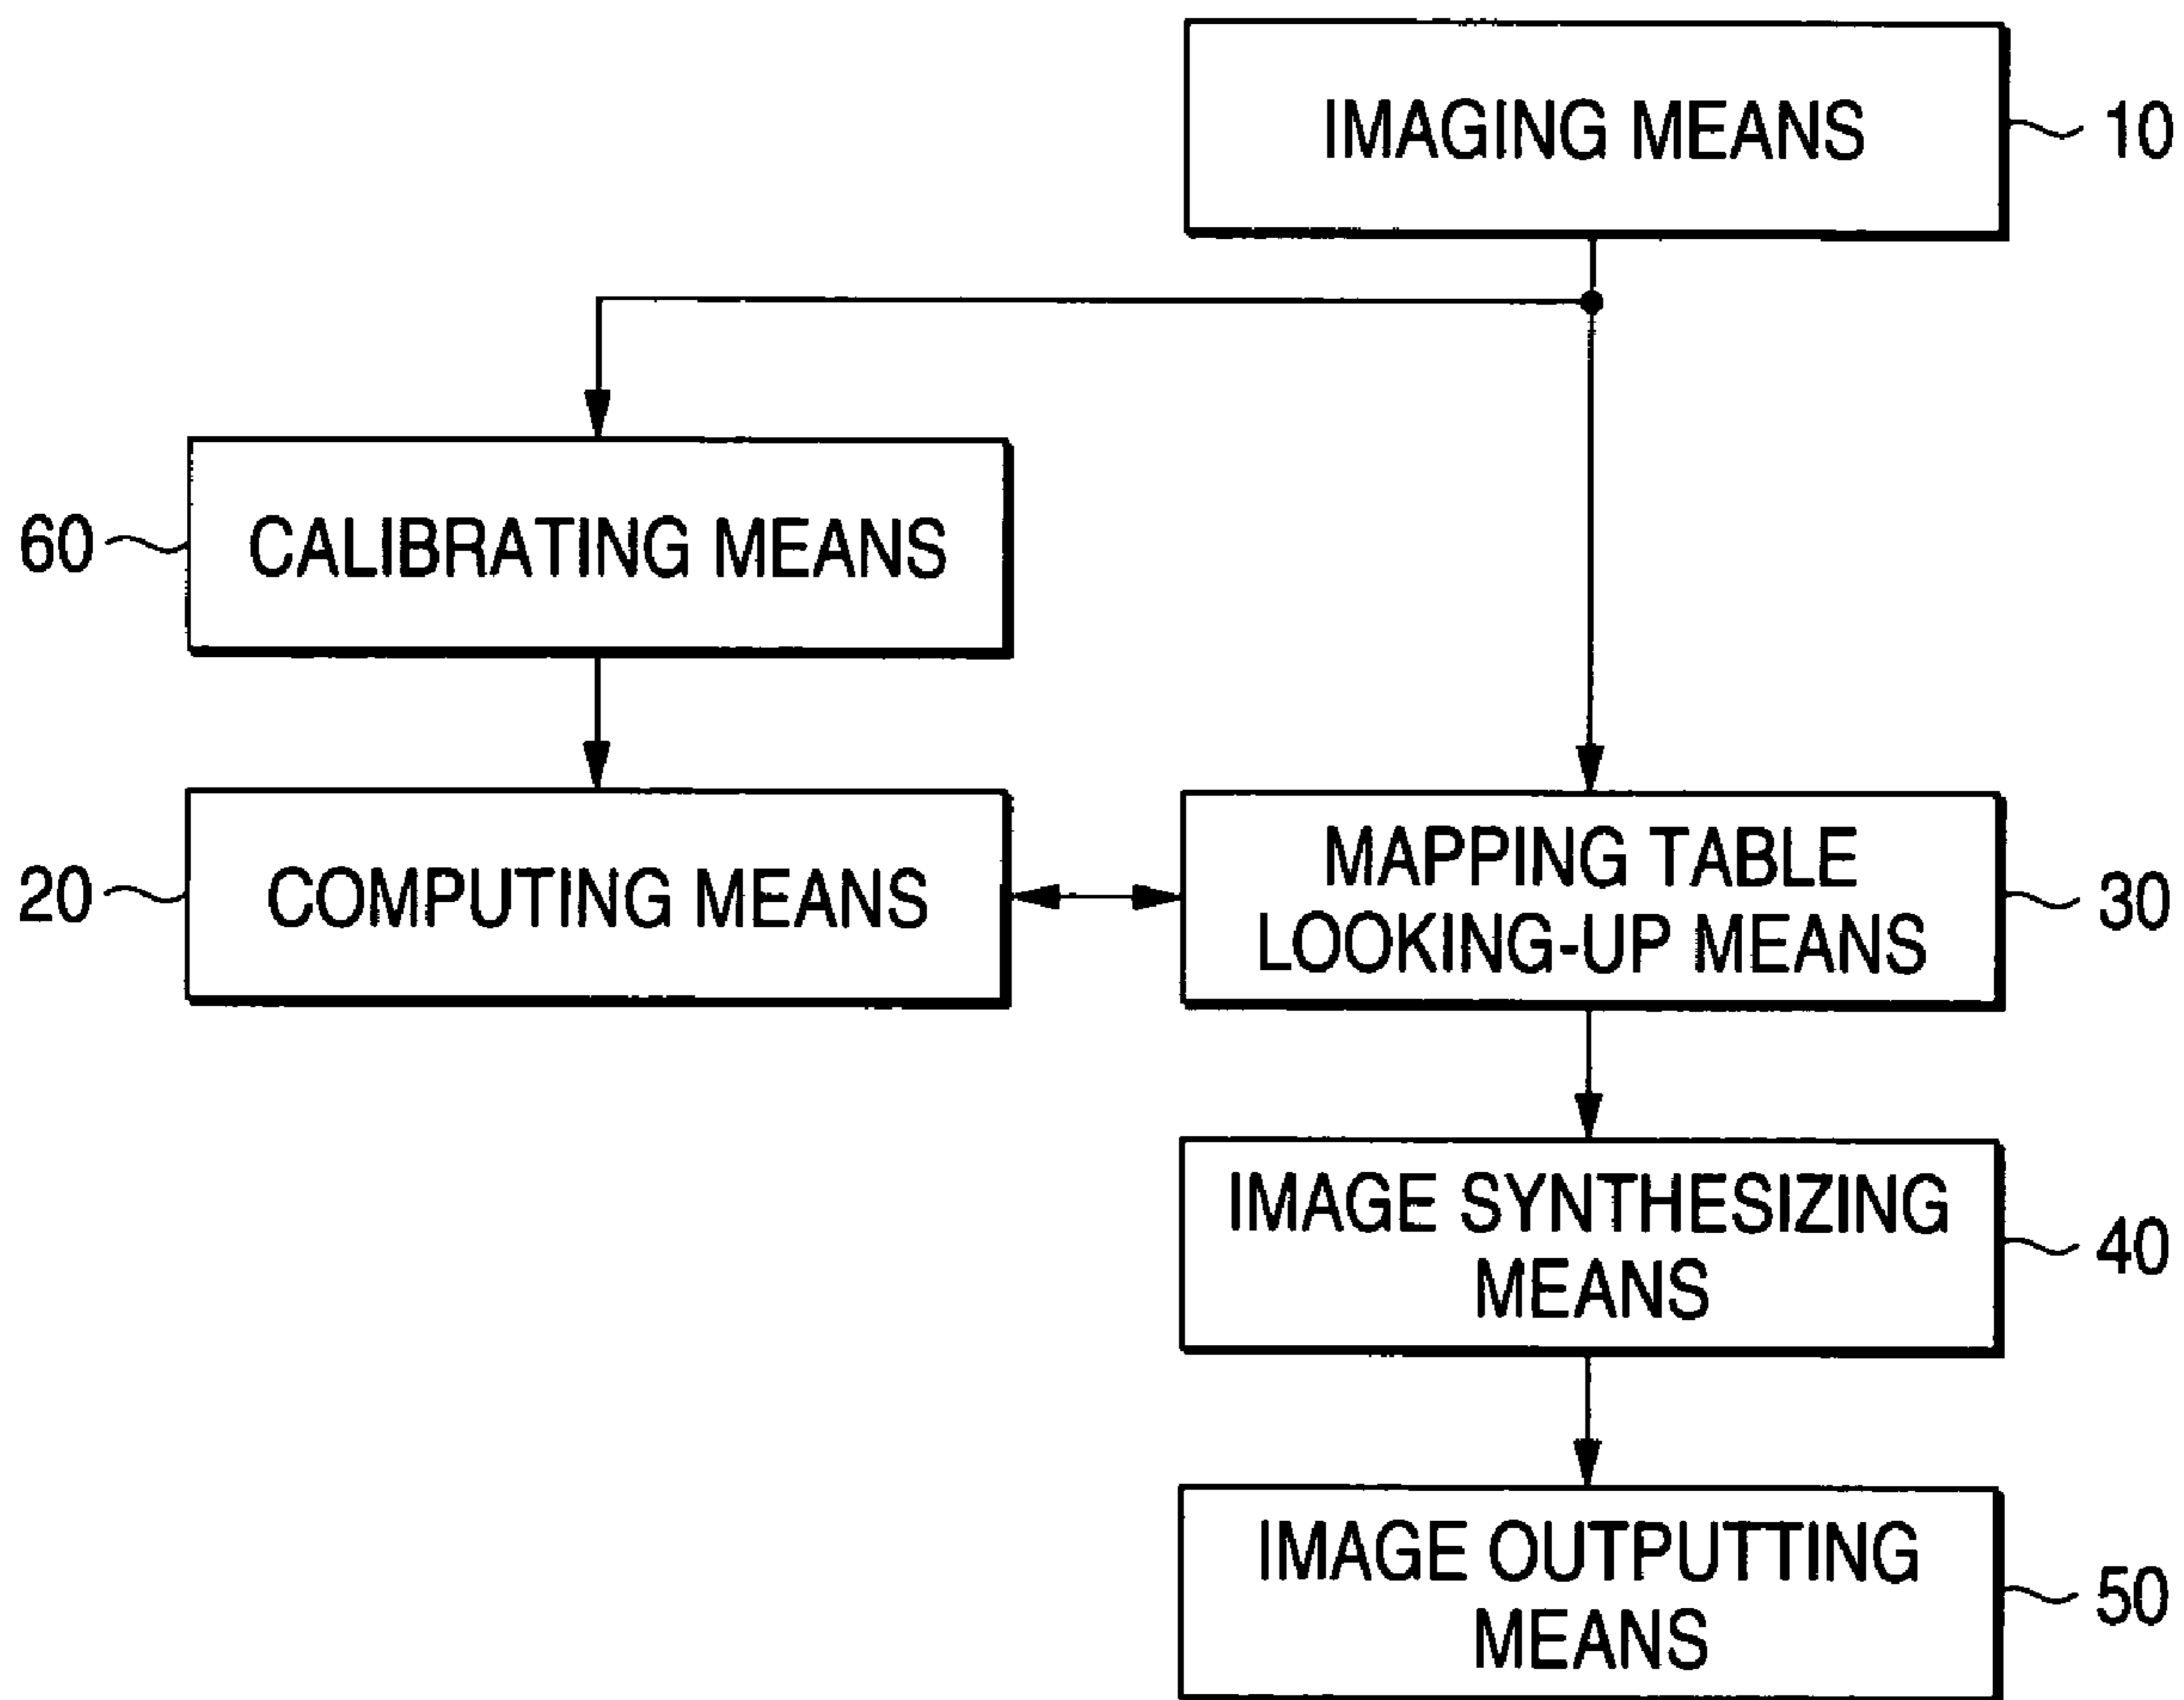 IMAGING MEANS
10
60
CALIBRATING MEANS
20
COMPUTING MEANS
MAPPING TABLE
LOOKING-UP MEANS
30
IMAGE SYNTHESIZING
MEANS
40
IMAGE OUTPUTTING
MEANS
50